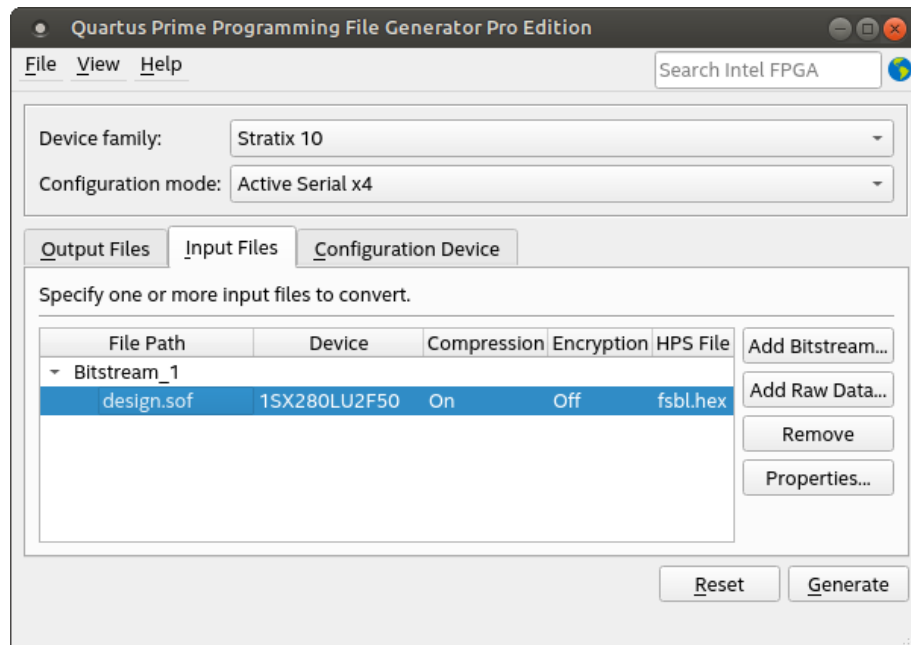 Quartus Prime Programming File Generator Pro Edition
File View Help Search Intel FPGA
Device family: Stratix 10
Configuration mode: Active Serial x4
Output Files Input Files Configuration Device
Specify one or more input files to convert.
File Path Device Compression Encryption HPS File
Add Bitstream...
Bitstream_1
design.sof 1SX280LU2F50 On Off fsbl.hex
Add Raw Data...
Remove
Properties...
Reset Generate